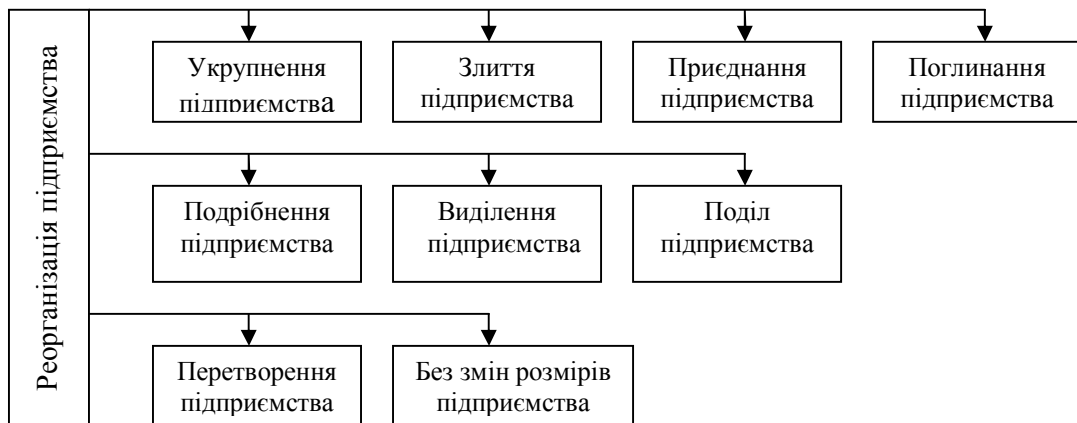 Реорганізація підприємства
Укрупнення
підприємства
Злиття
підприємства
Приєднання
підприємства
Поглинання
підприємства
Подрібнення
підприємства
Виділення
підприємства
Поділ
підприємства
Перетворення
підприємства
Без змін розмірів
підприємства